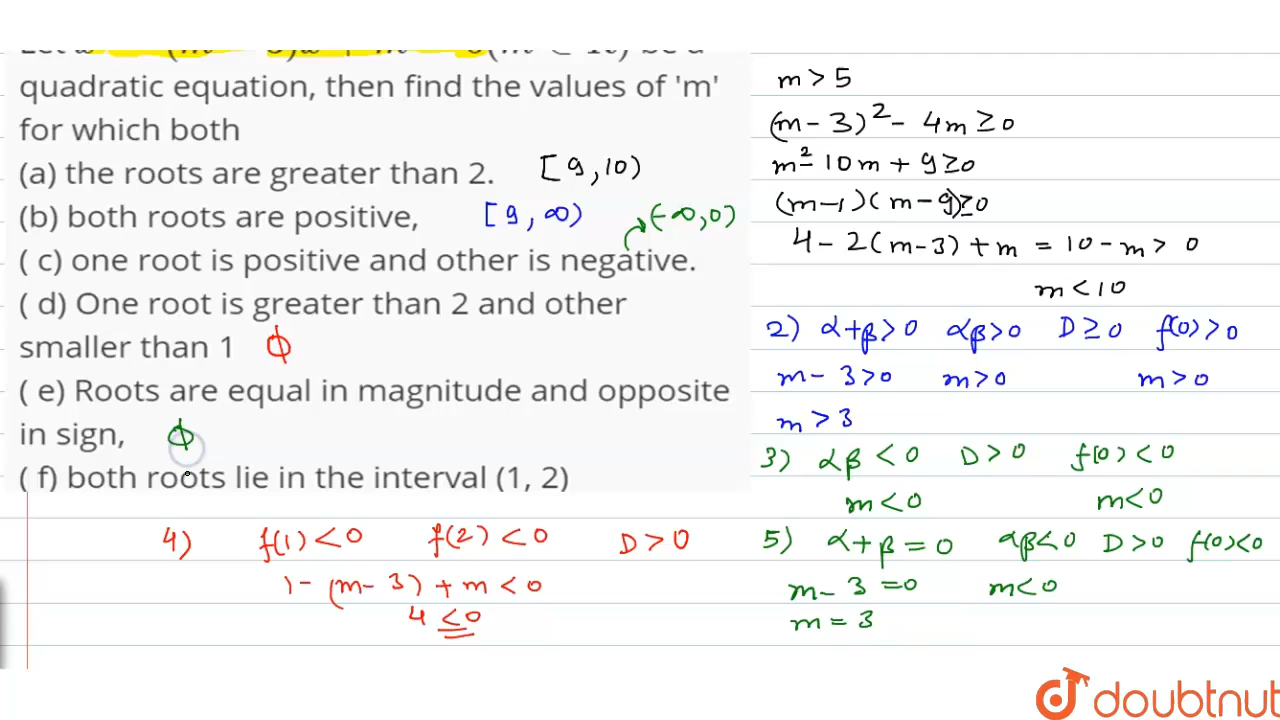 quadratic equation, then find the values of 'm'
for which both
(a) the roots are greater than 2. [9,10)
(b) both roots are positive, [9, ∞) (-∞,0)
( c) one root is positive and other is negative.
( d) One root is greater than 2 and other
smaller than 1 ϕ
( e) Roots are equal in magnitude and opposite
in sign, ϕ
( f) both roots lie in the interval (1, 2)
m > 5
(m - 3)² - 4m ≥ 0
m² - 10m + 9 ≥ 0
(m-1)(m-9) ≥ 0
4 - 2(m-3) + m = 10 - m > 0
m < 10
2) α+β > 0 αβ > 0 D ≥ 0 f(0) > 0
m - 3 > 0 m > 0 m > 0
m > 3
3) αβ < 0 D > 0 f(0) < 0
m < 0 m < 0
4) f(1) < 0 f(2) < 0 D > 0
1 - (m - 3) + m < 0
4 < 0
5) α + β = 0 αβ < 0 D > 0 f(0) < 0
m - 3 = 0 m < 0
m = 3
doubtnut